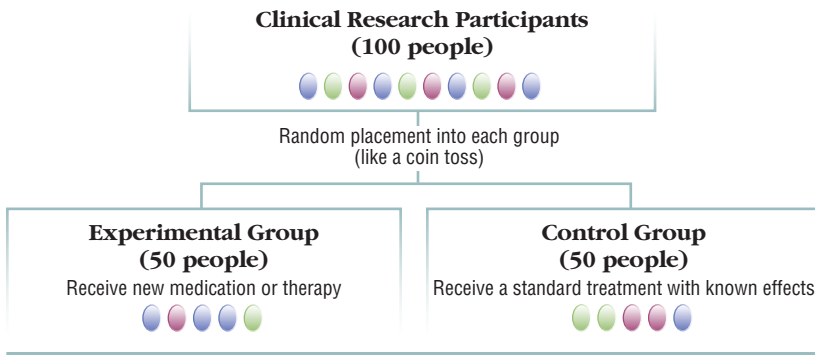 Clinical Research Participants
(100 people)
Random placement into each group
(like a coin toss)
Experimental Group
(50 people)
Receive new medication or therapy
Control Group
(50 people)
Receive a standard treatment with known effects